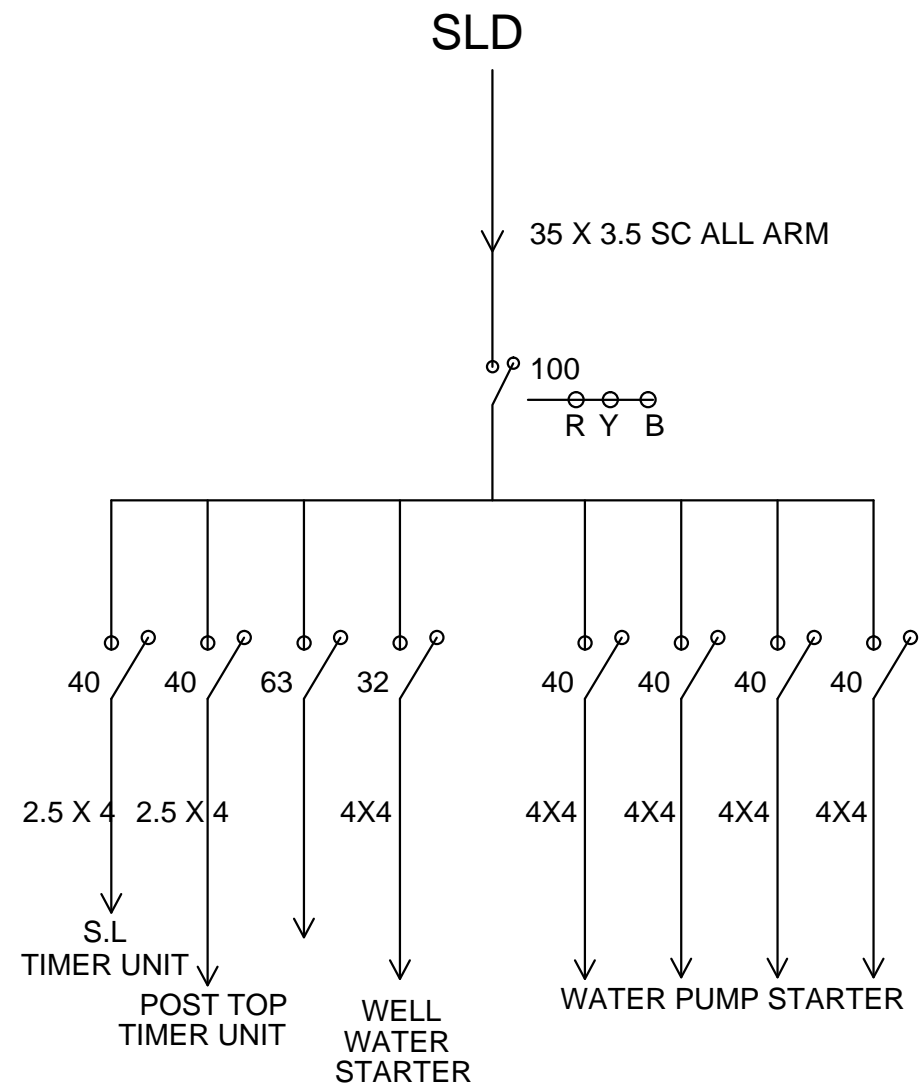 SLD
35 X 3.5 SC ALL ARM
100
R Y B
40 40 63 32 40 40 40 40
2.5 X 4 2.5 X 4 4X4 4X4 4X4 4X4 4X4
S.L
TIMER UNIT
POST TOP
TIMER UNIT
WELL
WATER
STARTER
WATER PUMP STARTER